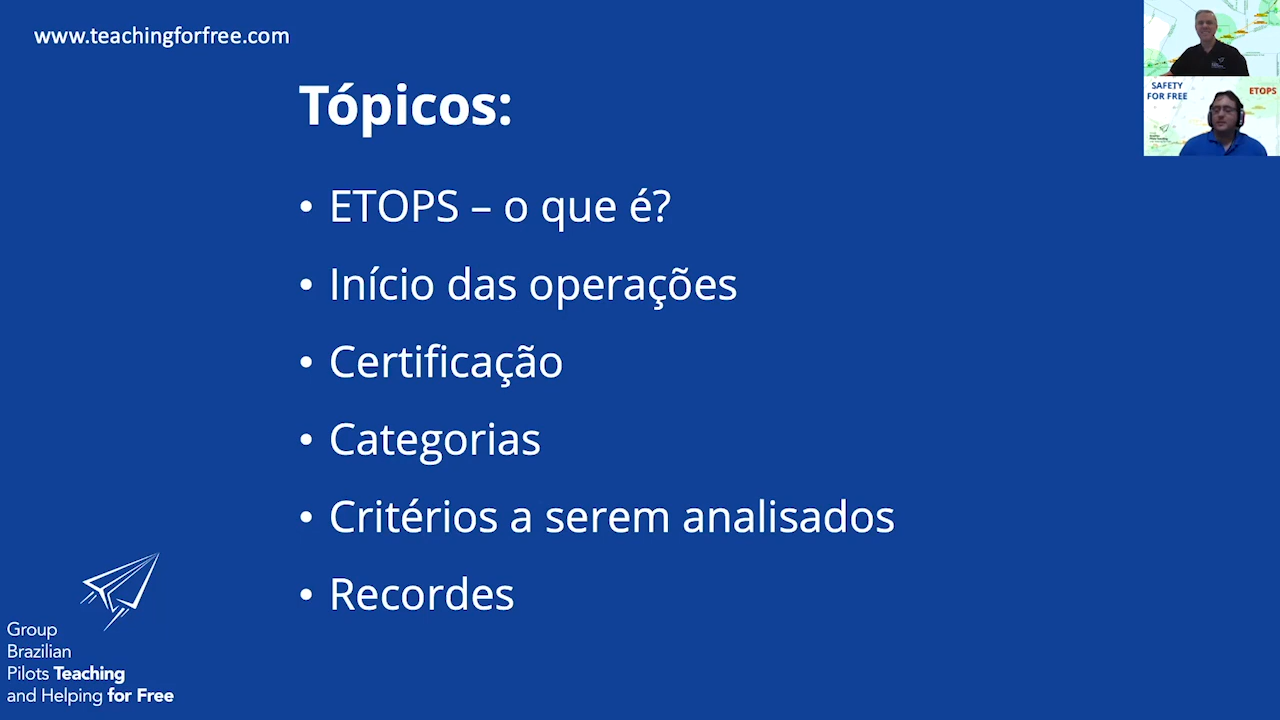 www.teachingforfree.com
SAFETY
FOR FREE
ETOPS
Tópicos:
• ETOPS – o que é?
• Início das operações
• Certificação
• Categorias
• Critérios a serem analisados
• Recordes
Group
Brazilian
Pilots Teaching
and Helping for Free